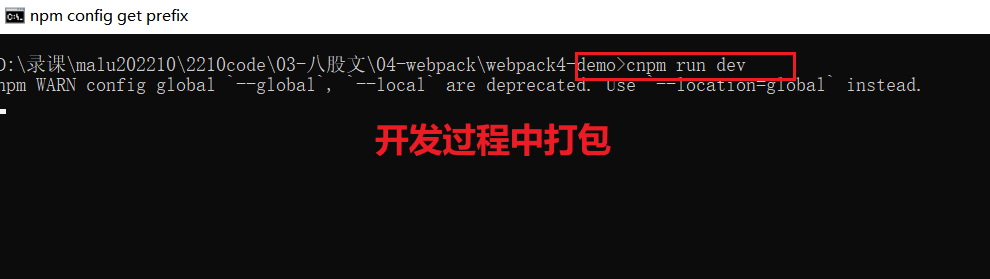 npm config get prefix
D:\录课\malu202210\2210code\03-八股文\04-webpack\webpack4-demo>cnpm run dev
npm WARN config global `--global`, `--local` are deprecated. Use `--location=global` instead.
开发过程中打包